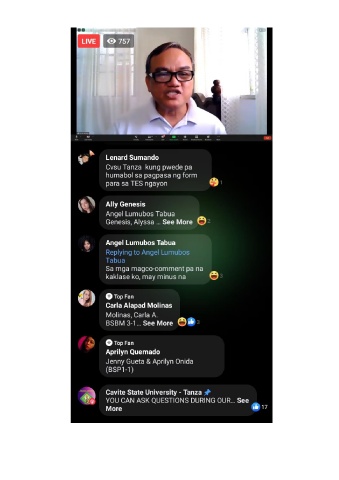 LIVE 757
Lenard Sumando
Cvsu Tanza kung pwede pa
humabol sa pagpasa ng form
para sa TES ngayon
1
Ally Genesis
Angel Lumubos Tabua
Genesis, Alyssa ... See More
Angel Lumubos Tabua
Replying to Angel Lumubos
Tabua
Sa mga magco-comment pa na
kaklase ko, may minus na
Top Fan
Carla Alapad Molinas
Molinas, Carla A.
BSBM 3-1... See More
3
Top Fan
Aprilyn Quemado
Jenny Gueta & Aprilyn Onida
(BSP1-1)
Cavite State University - Tanza
YOU CAN ASK QUESTIONS DURING OUR... See
More
17